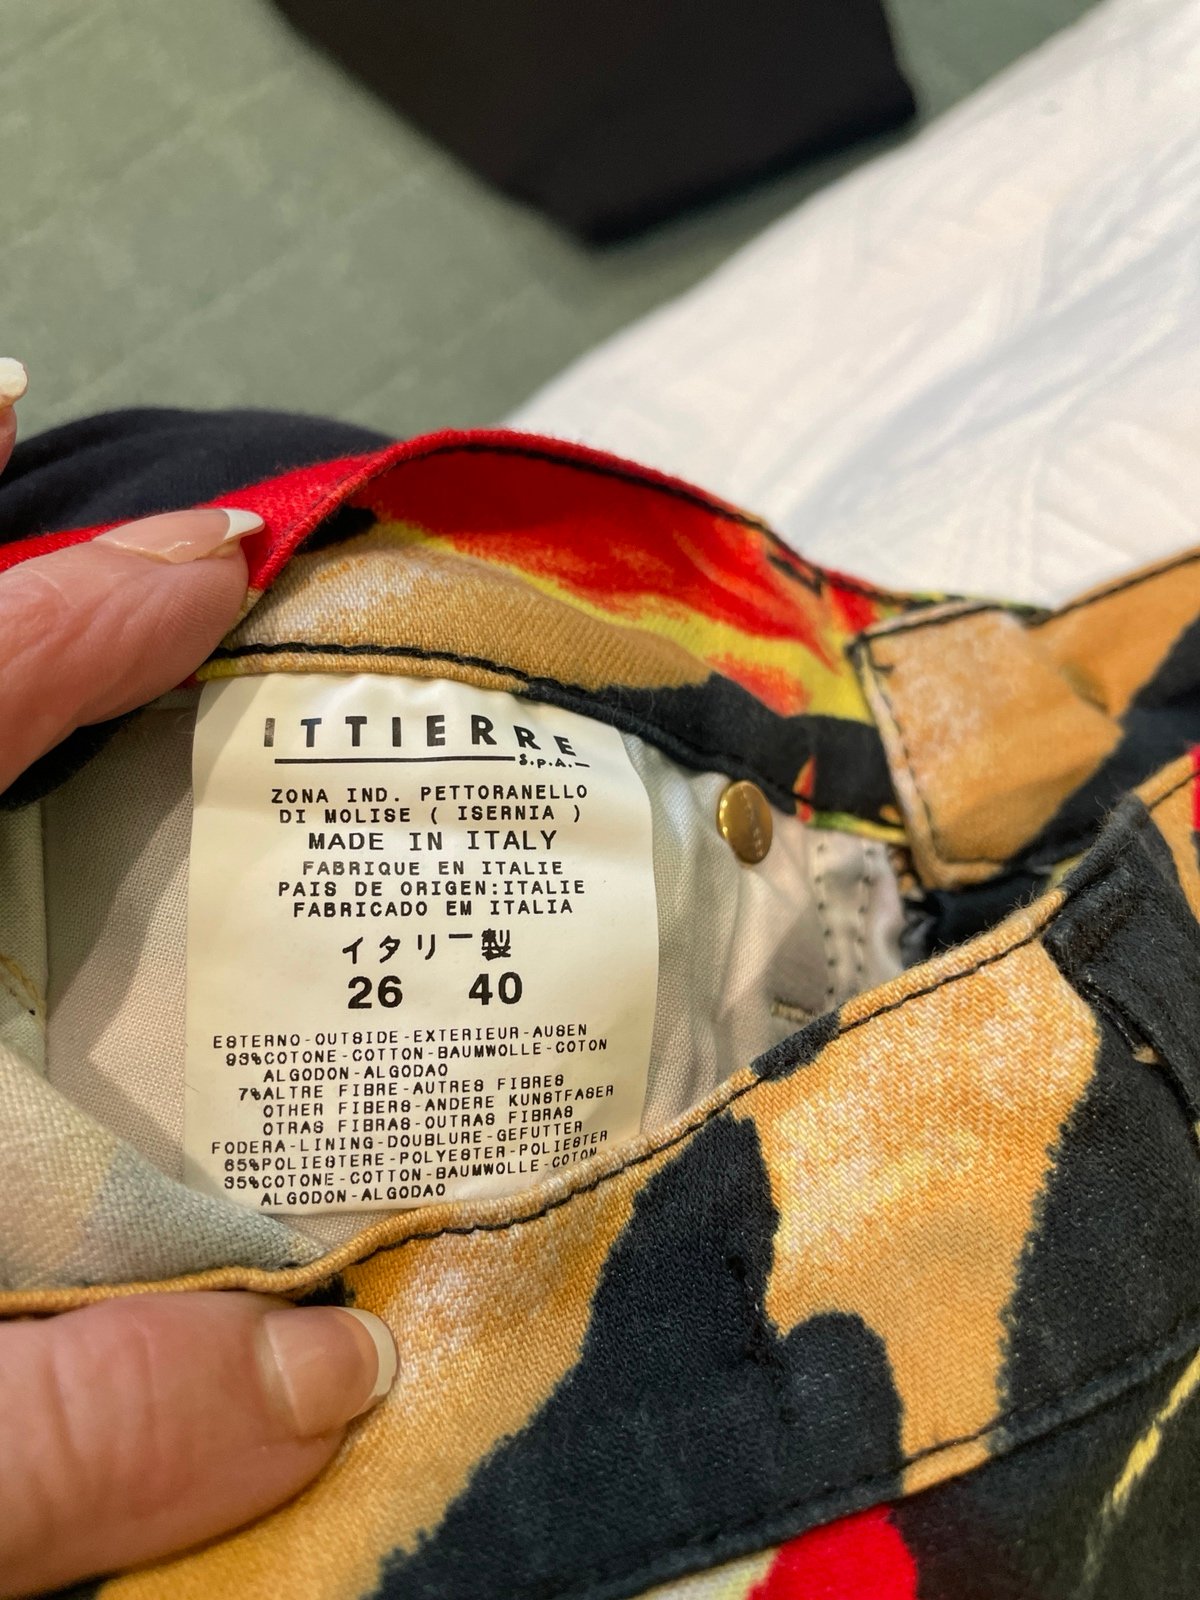 ITTIERRE
S.p.A.
ZONA IND. PETTORANELLO
DI MOLISE ( ISERNIA )
MADE IN ITALY
FABRIQUE EN ITALIE
PAIS DE ORIGEN:ITALIE
FABRICADO EM ITALIA
イタリー製
26 40
ESTERNO-OUTSIDE-EXTERIEUR-AUSEN
93%COTONE-COTTON-BAUMWOLLE-COTON
ALGODON-ALGODAO
7%ALTRE FIBRE-AUTRES FIBRES
OTHER FIBERS-ANDERE KUNSTFASER
OTRAS FIBRAS-OUTRAS FIBRAS
FODERA-LINING-DOUBLURE-GEFUTTER
65%POLIESTERE-POLYESTER-POLIESTER
35%COTONE-COTTON-BAUMWOLLE-COTON
ALGODON-ALGODAO